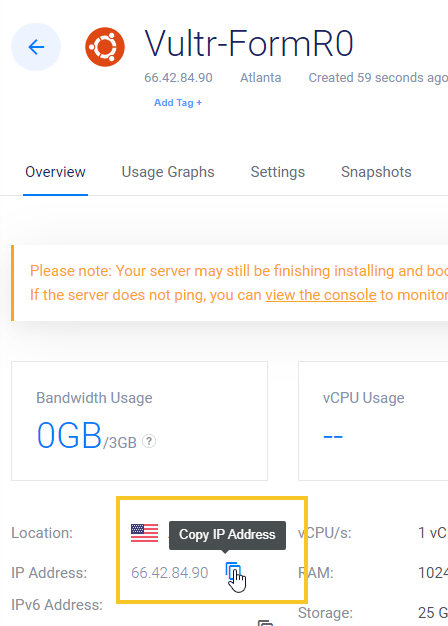 Vultr-FormR0
66.42.84.90 Atlanta Created 59 seconds ago
Add Tag +
Overview Usage Graphs Settings Snapshots
Please note: Your server may still be finishing installing and boo
If the server does not ping, you can view the console to monitor
Bandwidth Usage vCPU Usage
0GB/3GB ? --
Location: Copy IP Address vCPU/s: 1 vC
IP Address: 66.42.84.90 RAM: 1024
IPv6 Address:
Storage: 25 G